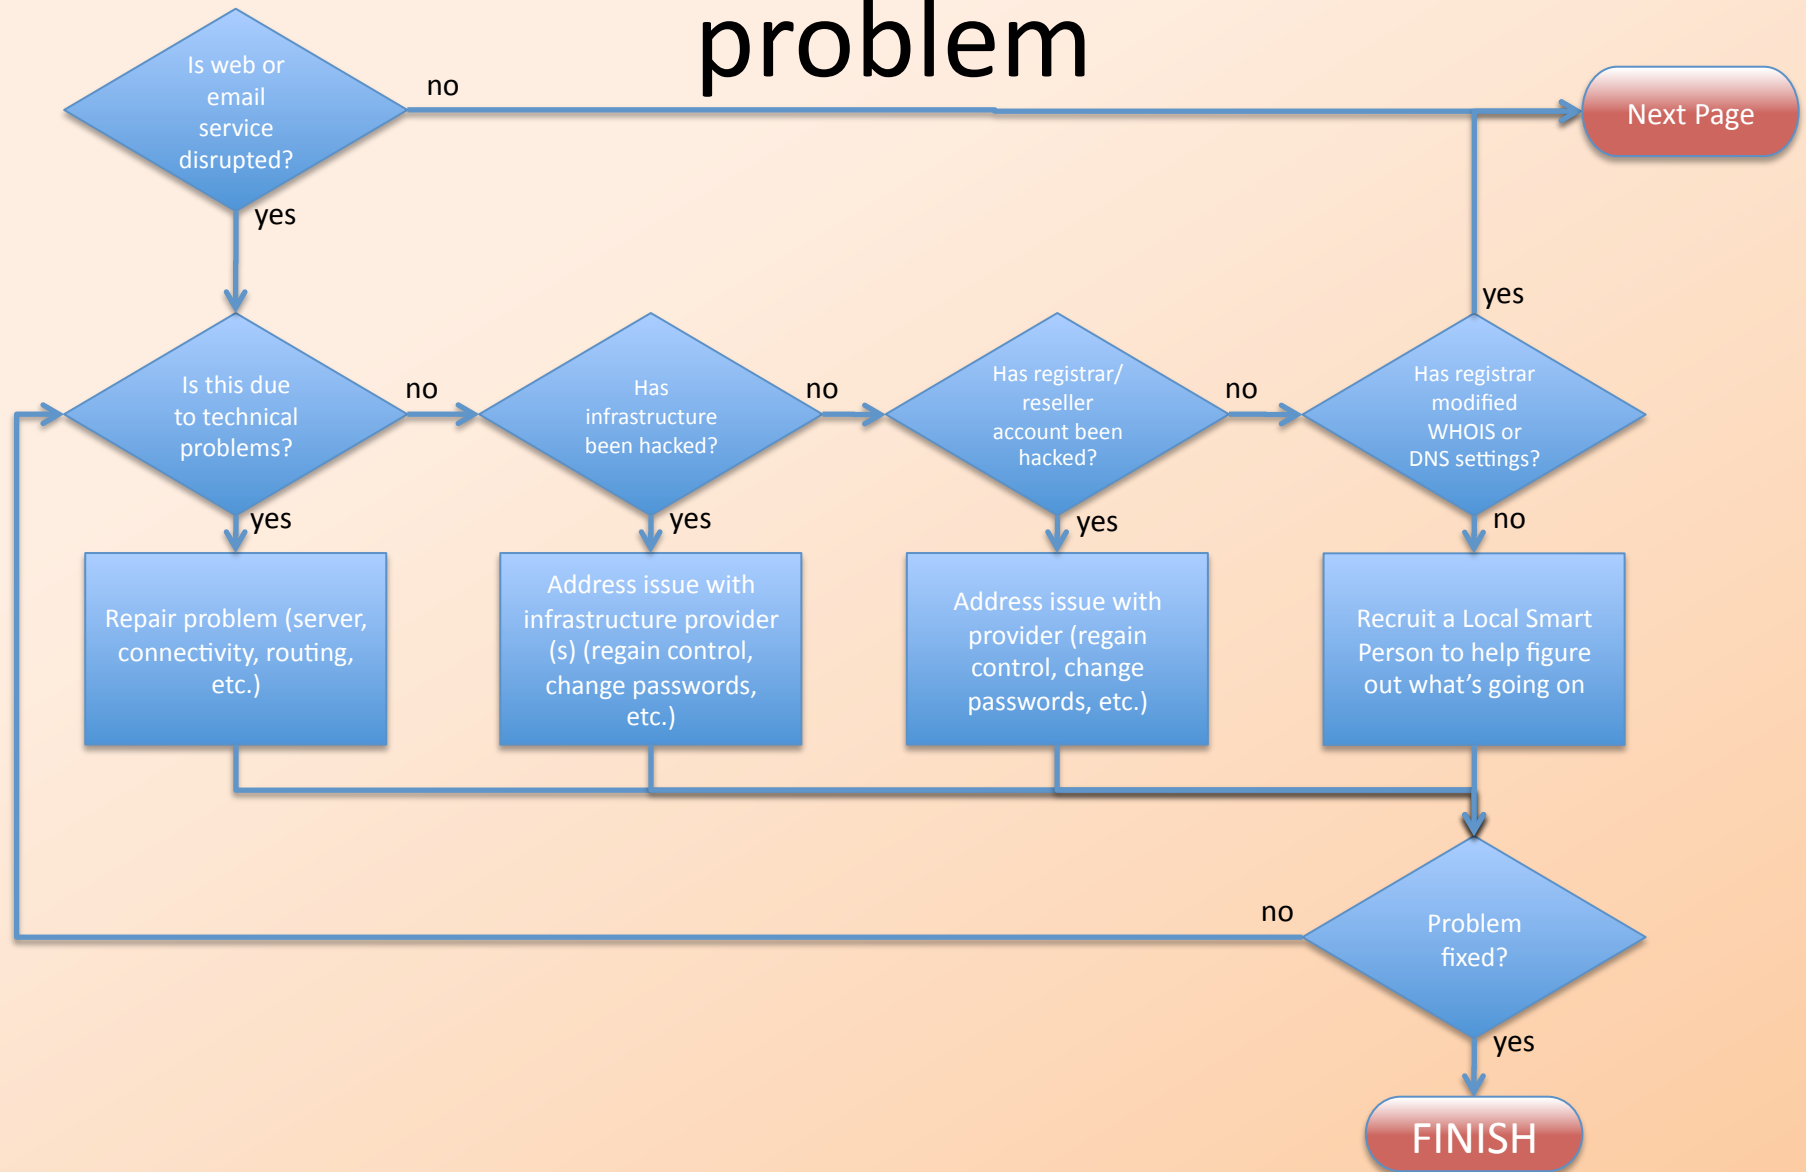 problem
Is web or
email
service
disrupted?
no
Next Page
yes
yes
Is this due
to technical
problems?
no
Has
infrastructure
been hacked?
no
Has registrar/
reseller
account been
hacked?
no
Has registrar
modified
WHOIS or
DNS settings?
yes
yes
yes
no
Repair problem (server,
connectivity, routing,
etc.)
Address issue with
infrastructure provider
(s) (regain control,
change passwords,
etc.)
Address issue with
provider (regain
control, change
passwords, etc.)
Recruit a Local Smart
Person to help figure
out what’s going on
no
Problem
fixed?
yes
FINISH